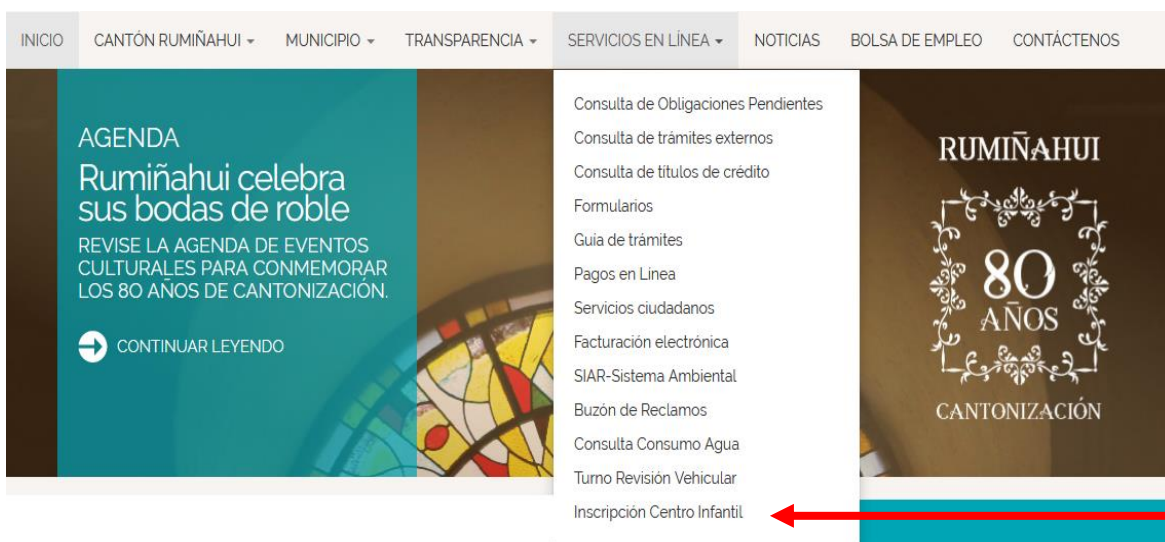 INICIO CANTÓN RUMIÑAHUI MUNICIPIO TRANSPARENCIA SERVICIOS EN LÍNEA NOTICIAS BOLSA DE EMPLEO CONTÁCTENOS
AGENDA
Rumiñahui celebra
sus bodas de roble
REVISE LA AGENDA DE EVENTOS
CULTURALES PARA CONMEMORAR
LOS 80 AÑOS DE CANTONIZACIÓN.
CONTINUAR LEYENDO
Consulta de Obligaciones Pendientes
Consulta de trámites externos
Consulta de títulos de crédito
Formularios
Guía de trámites
Pagos en Linea
Servicios ciudadanos
Facturación electrónica
SIAR-Sistema Ambiental
Buzón de Reclamos
Consulta Consumo Agua
Turno Revisión Vehicular
Inscripción Centro Infantil
RUMIÑAHUI
80
AÑOS
CANTONIZACIÓN